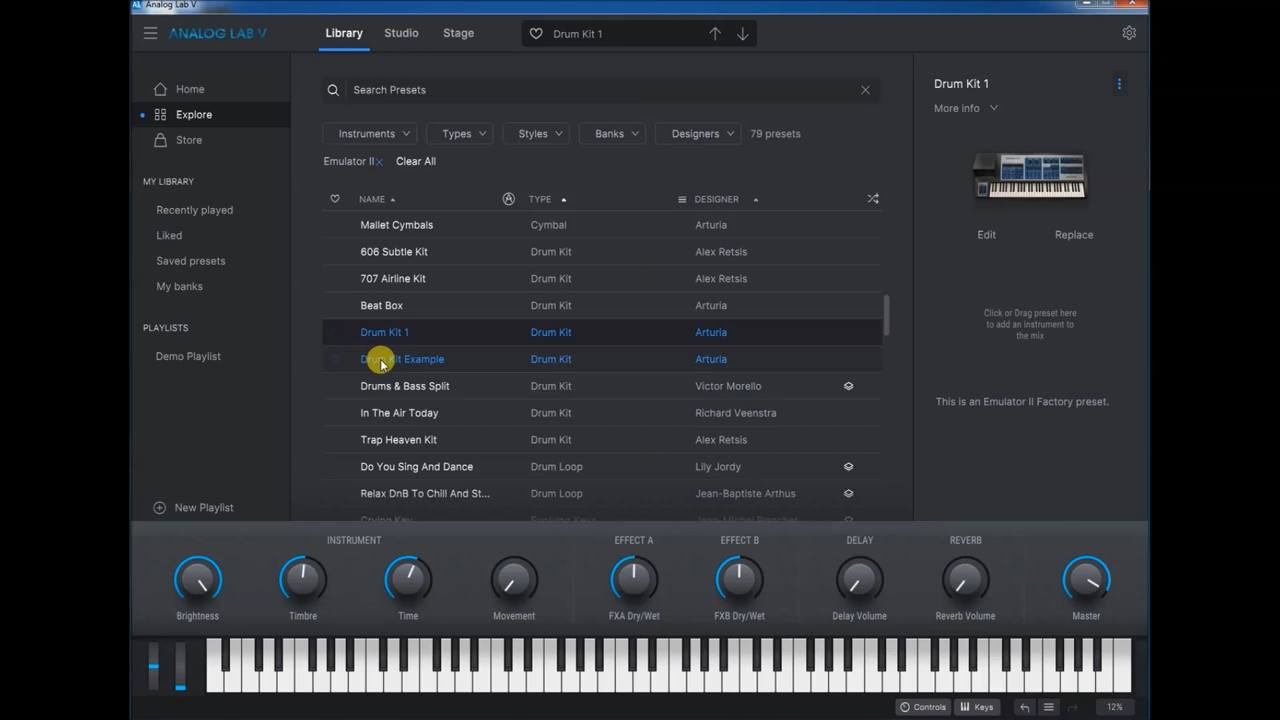 Analog Lab V
ANALOG LAB V
Library
Studio
Stage
Drum Kit 1
Home
Explore
Store
MY LIBRARY
Recently played
Liked
Saved presets
My banks
PLAYLISTS
Demo Playlist
New Playlist
Search Presets
Instruments
Types
Styles
Banks
Designers
79 presets
Emulator II
Clear All
NAME TYPE DESIGNER
Mallet Cymbals Cymbal Arturia
606 Subtle Kit Drum Kit Alex Retsis
707 Airline Kit Drum Kit Alex Retsis
Beat Box Drum Kit Arturia
Drum Kit 1 Drum Kit Arturia
Drum Kit Example Drum Kit Arturia
Drums & Bass Split Drum Kit Victor Morello
In The Air Today Drum Kit Richard Veenstra
Trap Heaven Kit Drum Kit Alex Retsis
Do You Sing And Dance Drum Loop Lily Jordy
Relax DnB To Chill And St... Drum Loop Jean-Baptiste Arthus
Crying Key Evolving Keys Jean-Michel Blanchet
Drum Kit 1
More info
Edit
Replace
Click or Drag preset here
to add an instrument to
the mix
This is an Emulator II Factory preset.
INSTRUMENT
EFFECT A
EFFECT B
DELAY
REVERB
Brightness
Timbre
Time
Movement
FXA Dry/Wet
FXB Dry/Wet
Delay Volume
Reverb Volume
Master
Controls
Keys
12%